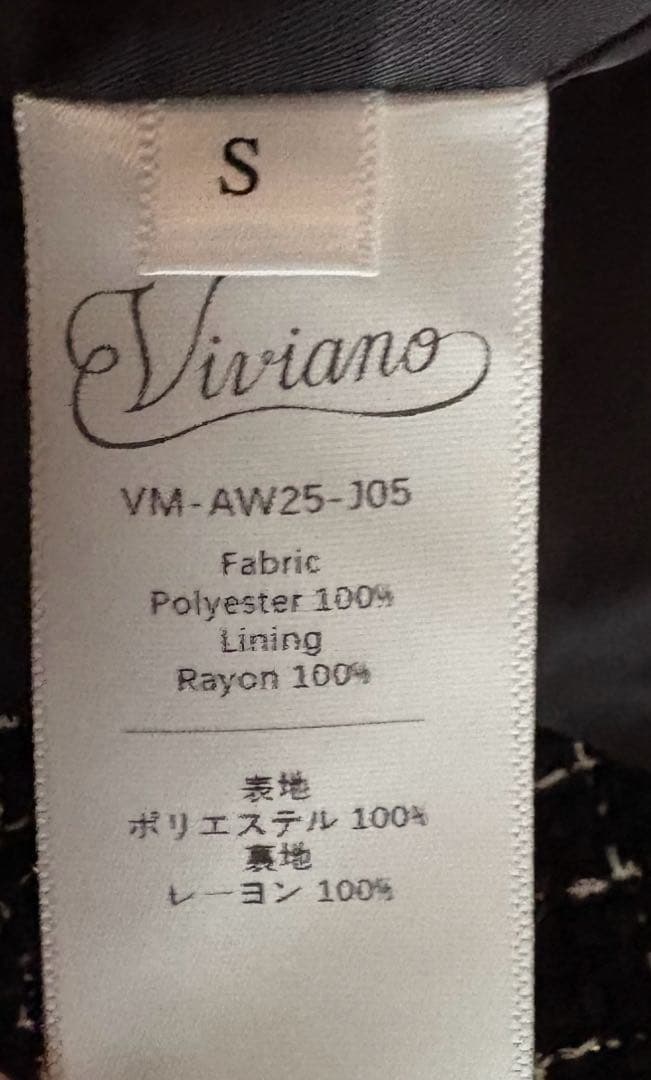 S
Viviano
VM-AW25-J05
Fabric
Polyester 100%
Lining
Rayon 100%
表地
ポリエステル 100%
裏地
レーヨン 100%